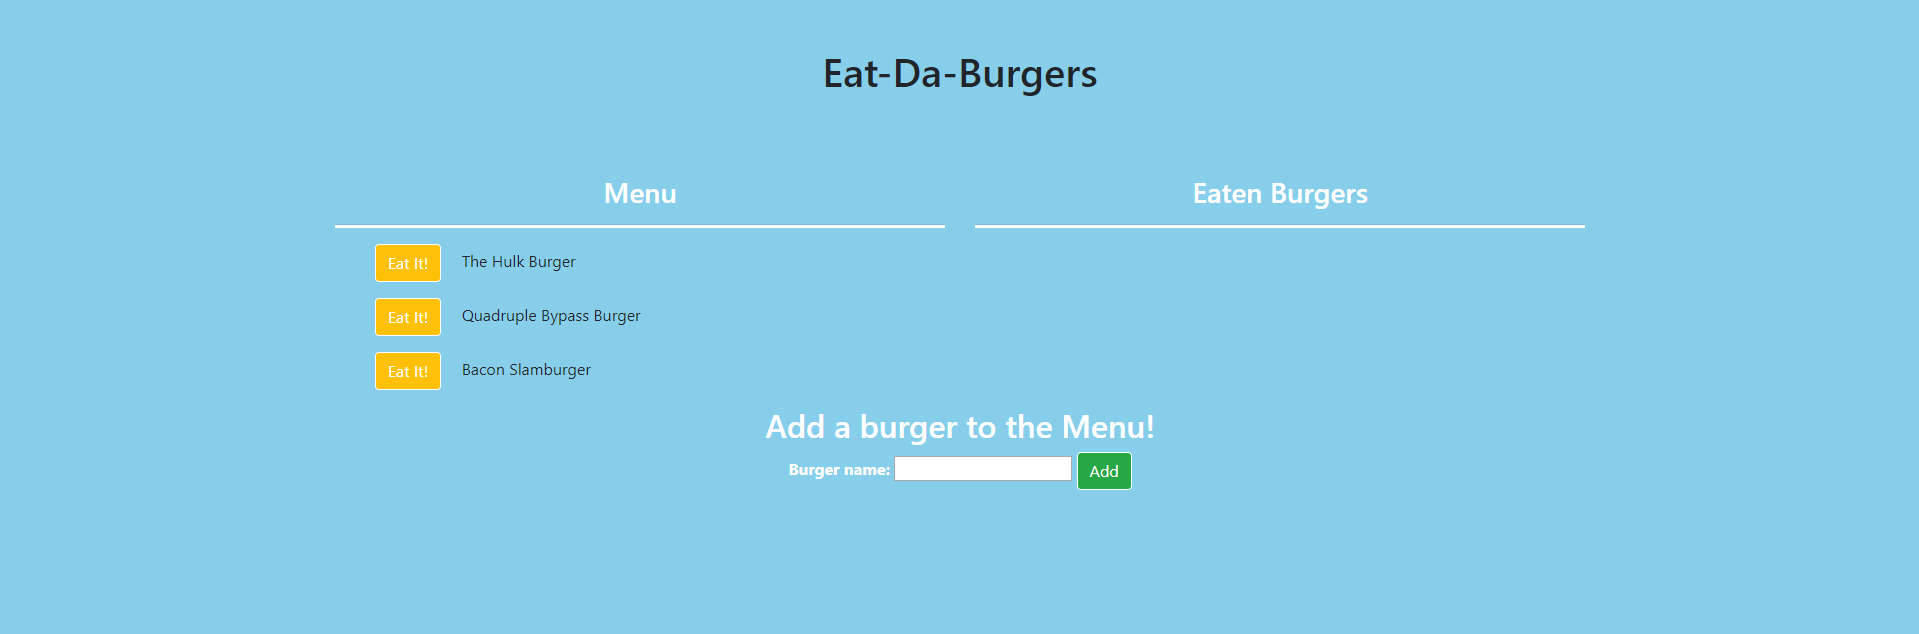 Eat-Da-Burgers
Menu
Eaten Burgers
Eat It! The Hulk Burger
Eat It! Quadruple Bypass Burger
Eat It! Bacon Slamburger
Add a burger to the Menu!
Burger name: Add